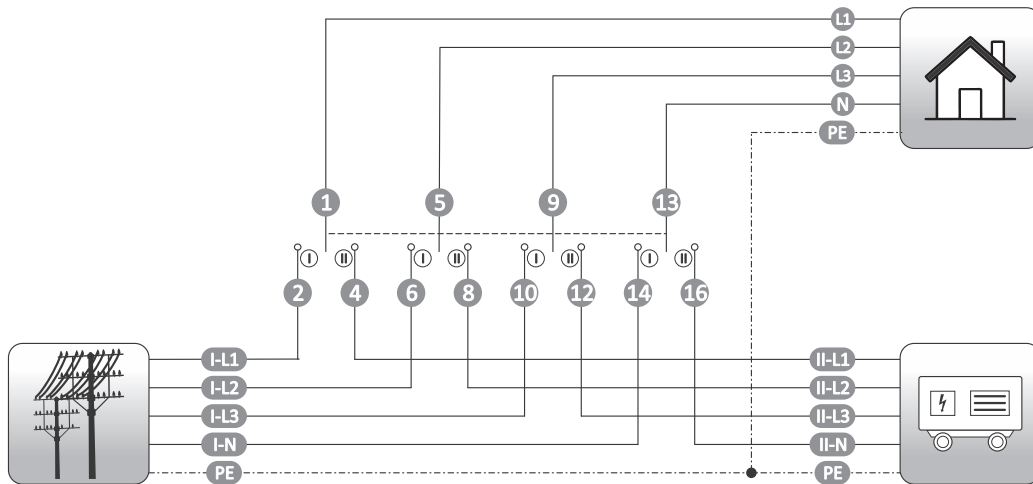 L1
L2
L3
N
PE
1 5 9 13
I II I II I II I II
2 4 6 8 10 12 14 16
I-L1 II-L1
I-L2 II-L2
I-L3 II-L3
I-N II-N
PE PE